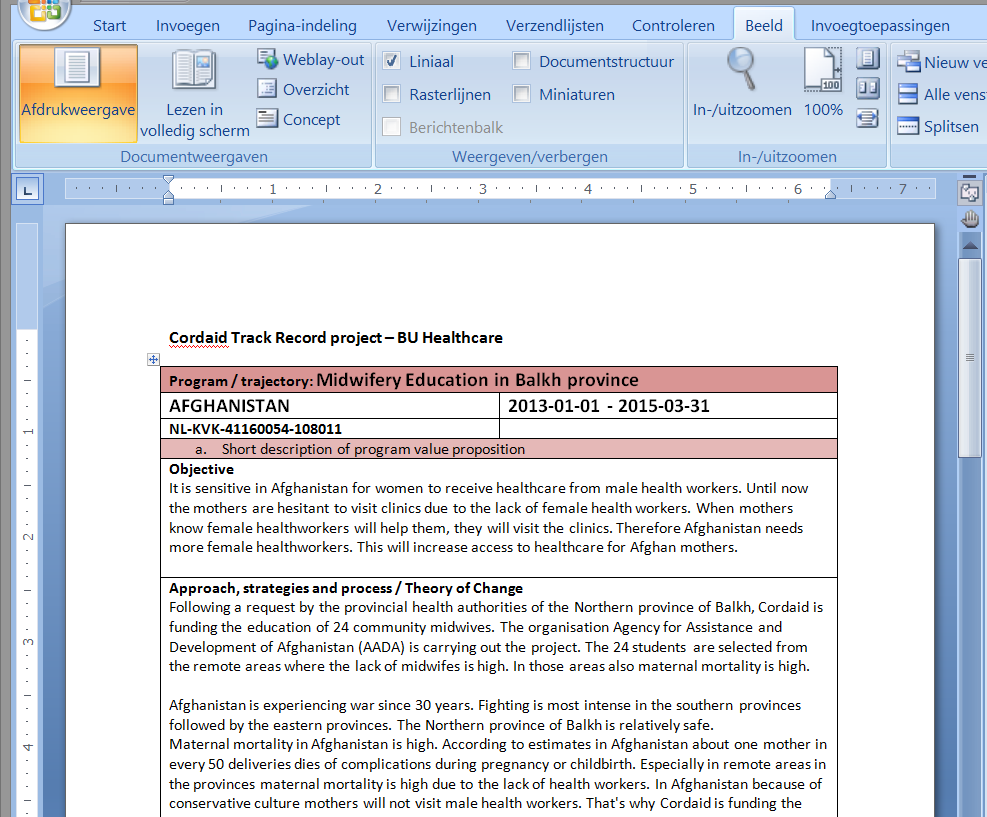 Start Invoegen Pagina-indeling Verwijzingen Verzendlijsten Controleren Beeld Invoegtoepassingen
Afdrukweergave
Lezen in
volledig scherm
Weblay-out
Overzicht
Concept
Documentweergaven
Liniaal
Rasterlijnen
Berichtenbalk
Documentstructuur
Miniaturen
Weergeven/verbergen
In-/uitzoomen
100
100%
In-/uitzoomen
Nieuw ve
Alle venst
Splitsen
L
1 2 3 4 5 6 7
1
2
3
4
Cordaid Track Record project – BU Healthcare
Program / trajectory: Midwifery Education in Balkh province
AFGHANISTAN 2013-01-01 - 2015-03-31
NL-KVK-41160054-108011
a. Short description of program value proposition
Objective
It is sensitive in Afghanistan for women to receive healthcare from male health workers. Until now
the mothers are hesitant to visit clinics due to the lack of female health workers. When mothers
know female healthworkers will help them, they will visit the clinics. Therefore Afghanistan needs
more female healthworkers. This will increase access to healthcare for Afghan mothers.
Approach, strategies and process / Theory of Change
Following a request by the provincial health authorities of the Northern province of Balkh, Cordaid is
funding the education of 24 community midwives. The organisation Agency for Assistance and
Development of Afghanistan (AADA) is carrying out the project. The 24 students are selected from
the remote areas where the lack of midwifes is high. In those areas also maternal mortality is high.
Afghanistan is experiencing war since 30 years. Fighting is most intense in the southern provinces
followed by the eastern provinces. The Northern province of Balkh is relatively safe.
Maternal mortality in Afghanistan is high. According to estimates in Afghanistan about one mother in
every 50 deliveries dies of complications during pregnancy or childbirth. Especially in remote areas in
the provinces maternal mortality is high due to the lack of health workers. In Afghanistan because of
conservative culture mothers will not visit male health workers. That's why Cordaid is funding the